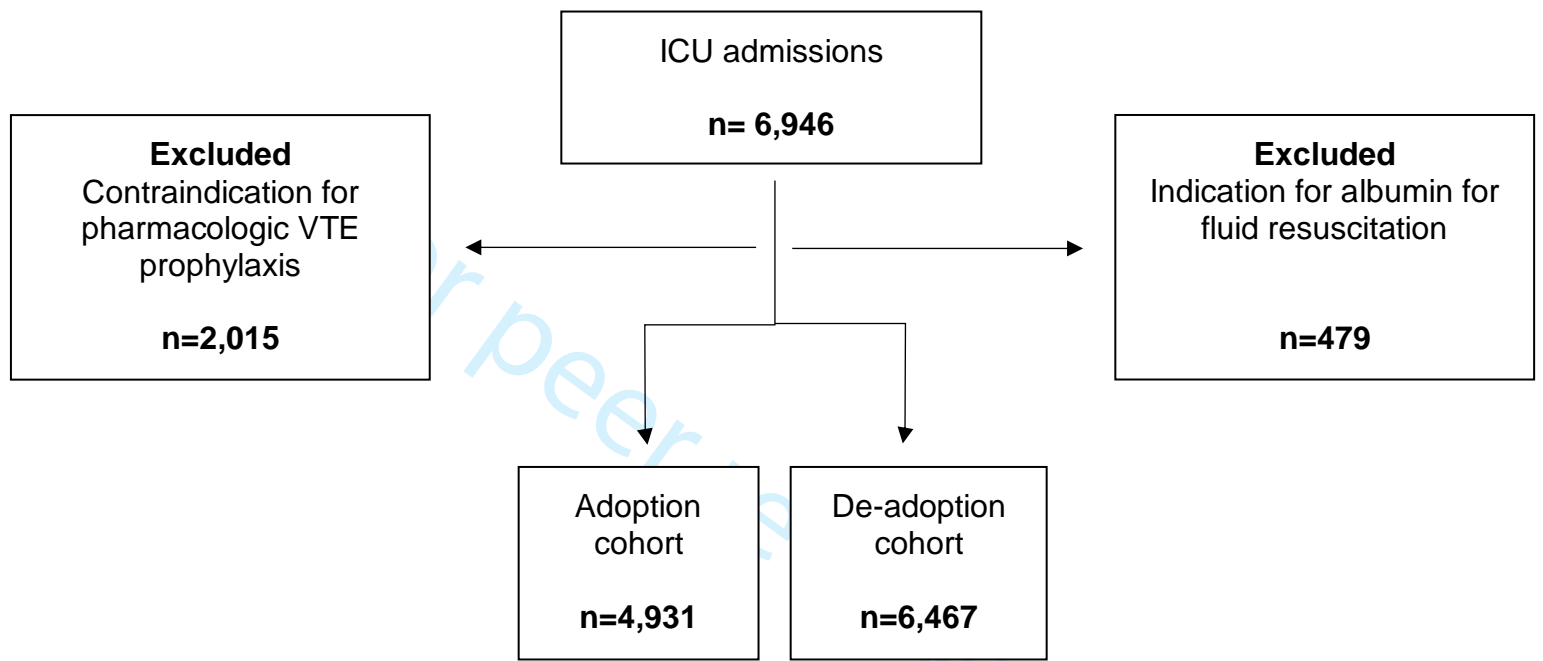 ICU admissions
n= 6,946
Excluded
Contraindication for
pharmacologic VTE
prophylaxis
n=2,015
Excluded
Indication for albumin for
fluid resuscitation
n=479
Adoption
cohort
n=4,931
De-adoption
cohort
n=6,467
peer